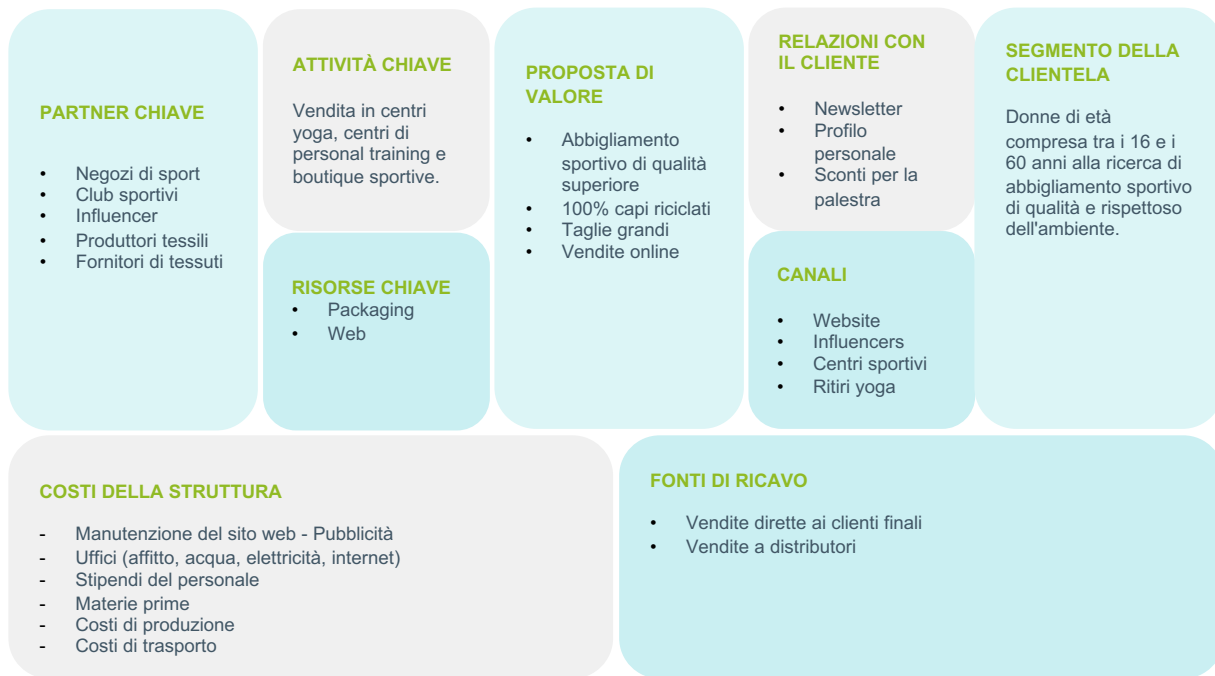 PARTNER CHIAVE
• Negozi di sport
• Club sportivi
• Influencer
• Produttori tessili
• Fornitori di tessuti
ATTIVITÀ CHIAVE
Vendita in centri
yoga, centri di
personal training e
boutique sportive.
RISORSE CHIAVE
• Packaging
• Web
PROPOSTA DI
VALORE
• Abbigliamento
sportivo di qualità
superiore
• 100% capi riciclati
• Taglie grandi
• Vendite online
RELAZIONI CON
IL CLIENTE
• Newsletter
• Profilo
personale
• Sconti per la
palestra
CANALI
• Website
• Influencers
• Centri sportivi
• Ritiri yoga
SEGMENTO DELLA
CLIENTELA
Donne di età
compresa tra i 16 e i
60 anni alla ricerca di
abbigliamento sportivo
di qualità e rispettoso
dell'ambiente.
COSTI DELLA STRUTTURA
- Manutenzione del sito web - Pubblicità
- Uffici (affitto, acqua, elettricità, internet)
- Stipendi del personale
- Materie prime
- Costi di produzione
- Costi di trasporto
FONTI DI RICAVO
• Vendite dirette ai clienti finali
• Vendite a distributori